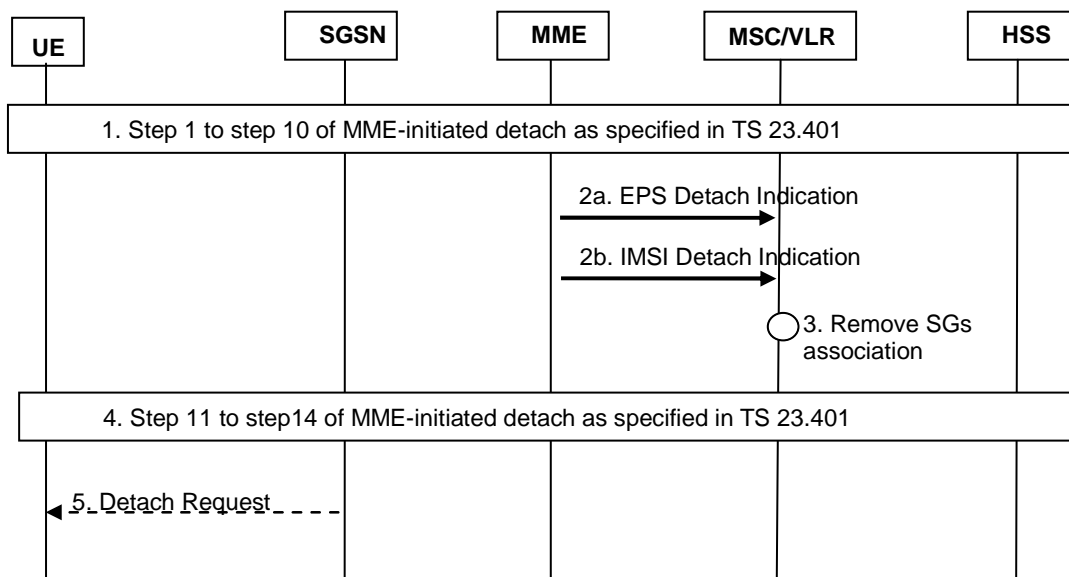 UE
SGSN
MME
MSC/VLR
HSS
1. Step 1 to step 10 of MME-initiated detach as specified in TS 23.401
2a. EPS Detach Indication
2b. IMSI Detach Indication
3. Remove SGs
association
4. Step 11 to step14 of MME-initiated detach as specified in TS 23.401
5. Detach Request